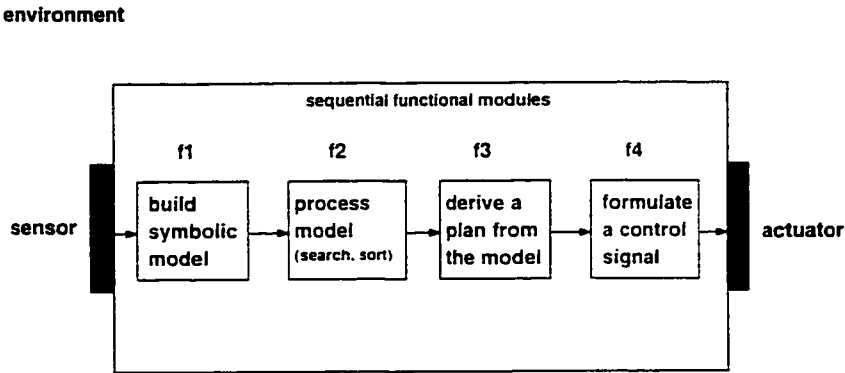 environment
sequential functional modules
f1 f2 f3 f4
build
symbolic
model
process
model
(search, sort)
derive a
plan from
the model
formulate
a control
signal
sensor
actuator